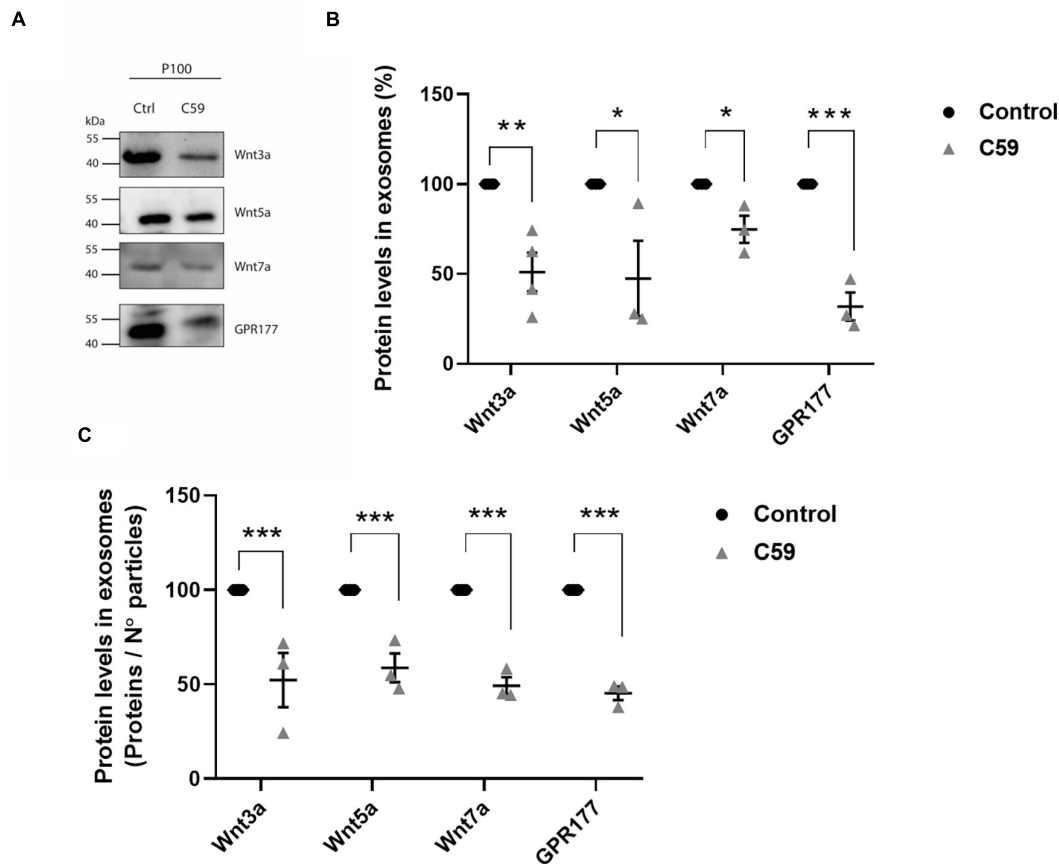 A
P100
Ctrl C59
kDa
55
40
Wnt3a
55
40
Wnt5a
55
40
Wnt7a
55
40
GPR177
B
Protein levels in exosomes (%)
150
100
50
0
** * * ***
Wnt3a Wnt5a Wnt7a GPR177
Control
C59
C
Protein levels in exosomes
(Proteins / Nº particles)
150
100
50
0
*** *** *** ***
Wnt3a Wnt5a Wnt7a GPR177
Control
C59